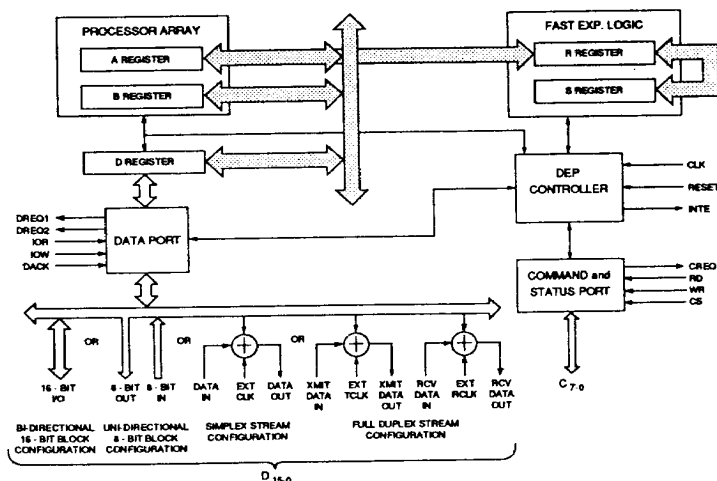 PROCESSOR ARRAY
A REGISTER
B REGISTER
D REGISTER
FAST EXP. LOGIC
R REGISTER
S REGISTER
DEP
CONTROLLER
CLK
RESET
INTE
DREQ1
DREQ2
IOR
IOW
DACK
DATA PORT
COMMAND and
STATUS PORT
CREQ
RD
WR
CS
C7-0
OR
OR
OR
16 - BIT
I/O
8 - BIT
OUT
8 - BIT
IN
DATA
IN
EXT
CLK
DATA
OUT
XMIT
DATA
IN
EXT
TCLK
XMIT
DATA
OUT
RCV
DATA
IN
EXT
RCLK
RCV
DATA
OUT
BI-DIRECTIONAL
16 - BIT BLOCK
CONFIGURATION
UNI-DIRECTIONAL
8 - BIT BLOCK
CONFIGURATION
SIMPLEX STREAM
CONFIGURATION
FULL DUPLEX STREAM
CONFIGURATION
D15-0